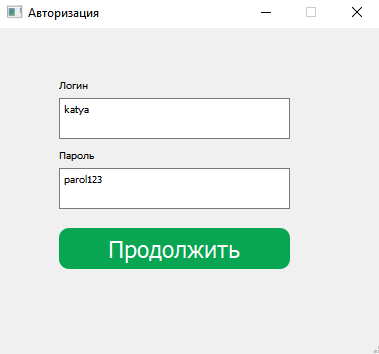 Авторизация
Логин
katya
Пароль
parol123
Продолжить